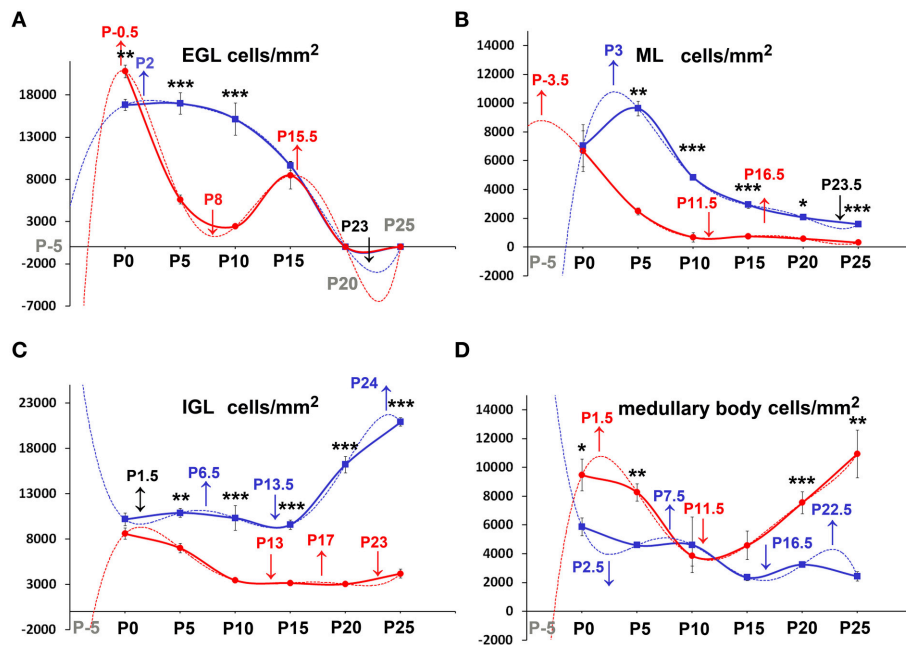 A
EGL cells/mm2
P-0.5
P2
**
***
***
P15.5
P8
P23
P25
P20
18000
13000
8000
3000
P-5
-2000
-7000
P0 P5 P10 P15
B
ML cells/mm2
P3
P-3.5
**
***
P16.5
***
P11.5
*
P23.5
***
14000
12000
10000
8000
6000
4000
2000
0
-2000
P-5 P0 P5 P10 P15 P20 P25
C
IGL cells/mm2
P24
***
***
P1.5
P6.5
P13.5
**
***
***
P13
P17
P23
23000
18000
13000
8000
3000
-2000
P-5 P0 P5 P10 P15 P20 P25
D
medullary body cells/mm2
P1.5
*
**
P7.5
P11.5
**
***
P22.5
P2.5
P16.5
14000
12000
10000
8000
6000
4000
2000
0
-2000
P-5 P0 P5 P10 P15 P20 P25